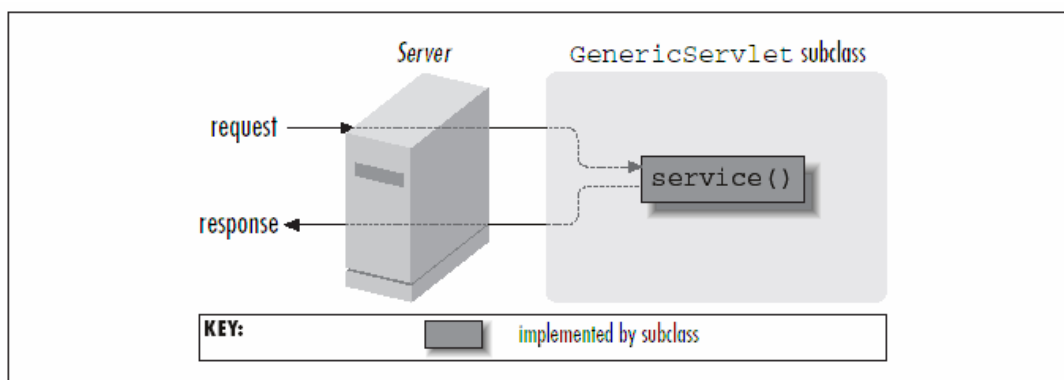 Server
GenericServlet subclass
request
service()
response
KEY:
implemented by subclass